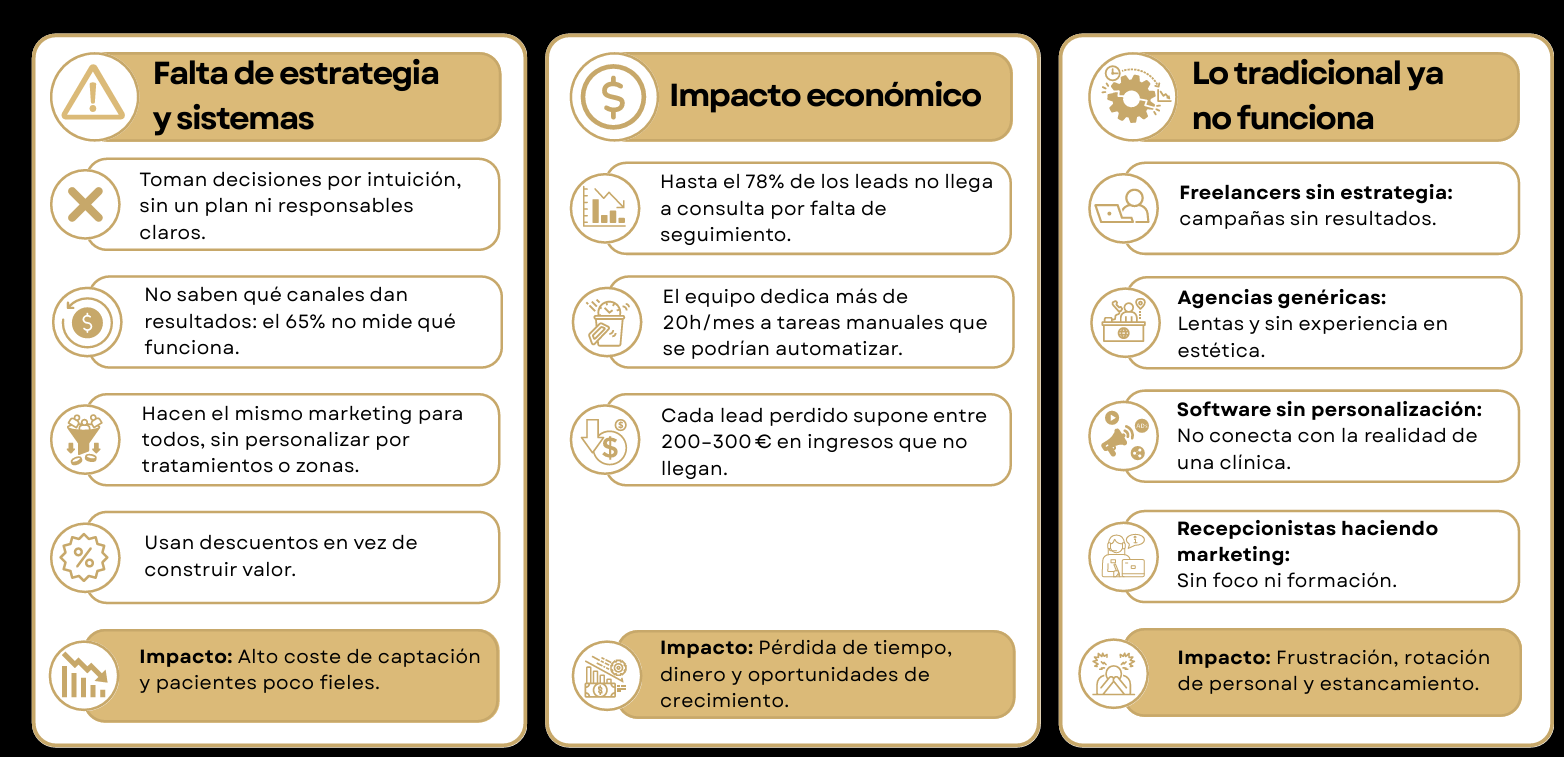 Falta de estrategia
y sistemas
Toman decisiones por intuición,
sin un plan ni responsables
claros.
No saben qué canales dan
resultados: el 65% no mide qué
funciona.
Hacen el mismo marketing para
todos, sin personalizar por
tratamientos o zonas.
Usan descuentos en vez de
construir valor.
Impacto: Alto coste de captación
y pacientes poco fieles.
Impacto económico
Hasta el 78% de los leads no llega
a consulta por falta de
seguimiento.
El equipo dedica más de
20h/mes a tareas manuales que
se podrían automatizar.
Cada lead perdido supone entre
200–300 € en ingresos que no
llegan.
Impacto: Pérdida de tiempo,
dinero y oportunidades de
crecimiento.
Lo tradicional ya
no funciona
Freelancers sin estrategia:
campañas sin resultados.
Agencias genéricas:
Lentas y sin experiencia en
estética.
Software sin personalización:
No conecta con la realidad de
una clínica.
Recepcionistas haciendo
marketing:
Sin foco ni formación.
Impacto: Frustración, rotación
de personal y estancamiento.